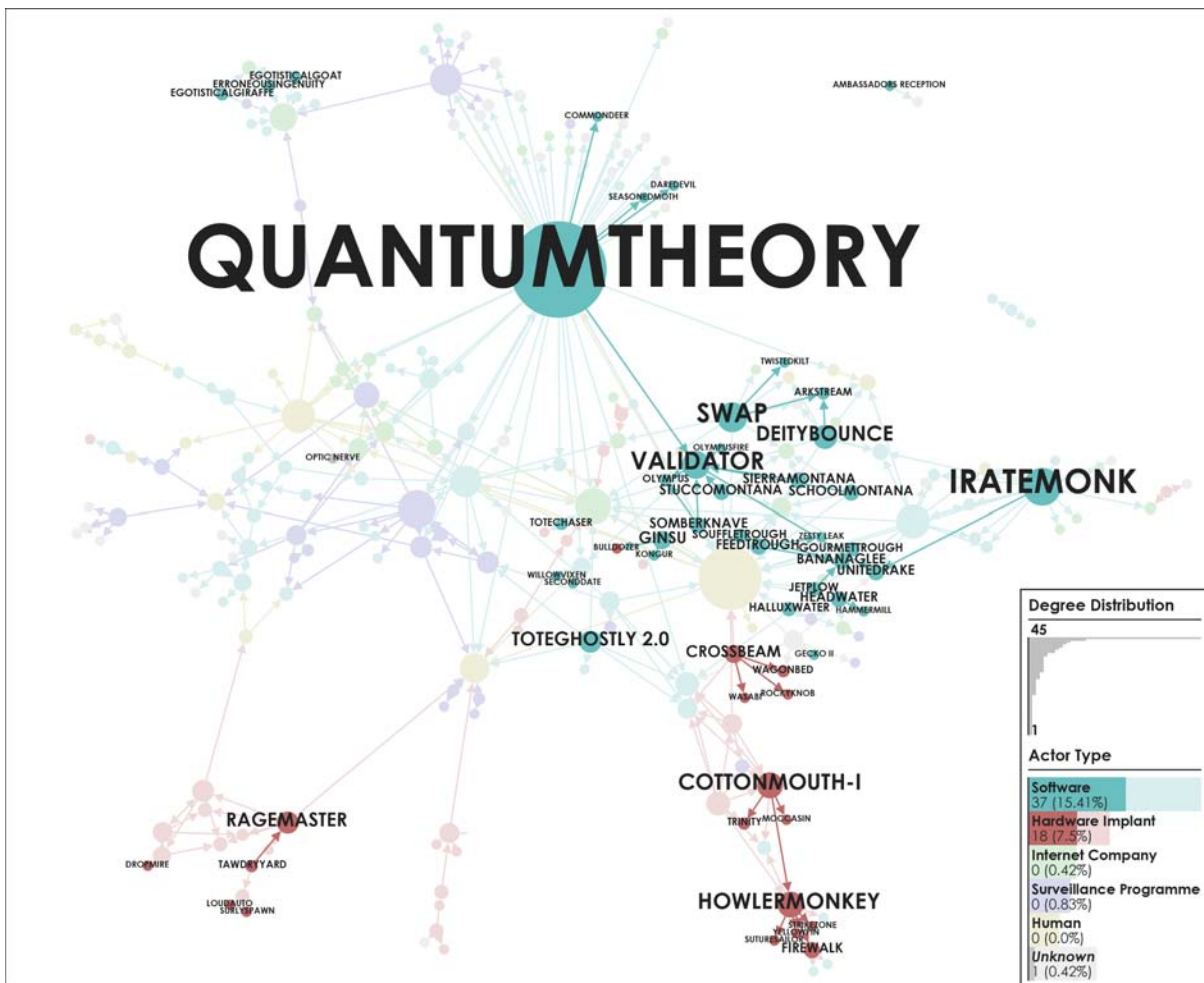 EGOTISTICALGOAT
ERRONEOUSINGENUITY
EGOTISTICALGIRAFFE
AMBASSADORS RECEPTION
COMMONDEER
DAREDEVIL
SEASONEDMOTH
QUANTUMTHEORY
TWISTEDKILT
ARKSTREAM
SWAP
DEITYBOUNCE
OLYMPUSFIRE
OPTIC NERVE
VALIDATOR
OLYMPUS
SIERRAMONTANA
STUCCOMONTANA
SCHOOLMONTANA
IRATEMONK
TOTECHASER
SOMBERKNAVE
SOUFFLETROUGH
GINSU
FEEDTROUGH
ZESTY LEAK
BULLDOZER
KONGUR
GOURMETTROUGH
BANANAGLEE
UNITEDRAKE
WILLOWVIXEN
SECONDDATE
JETPLOW
HEADWATER
HALLUXWATER
HAMMERMILL
TOTEGHOSTLY 2.0
CROSSBEAM
GECKO II
WAGONBED
WATABI
ROCKYKNOB
COTTONMOUTH-I
TRINITY
MOCCASIN
RAGEMASTER
DROPMIRE
TAWDRYYARD
LOUDAUTO
SURLYSPAWN
HOWLERMONKEY
STRIKEZONE
YELLOWPIN
SUTURESAILOR
FIREWALK
Degree Distribution
45
1
Actor Type
Software
37 (15.41%)
Hardware Implant
18 (7.5%)
Internet Company
0 (0.42%)
Surveillance Programme
0 (0.83%)
Human
0 (0.0%)
Unknown
1 (0.42%)